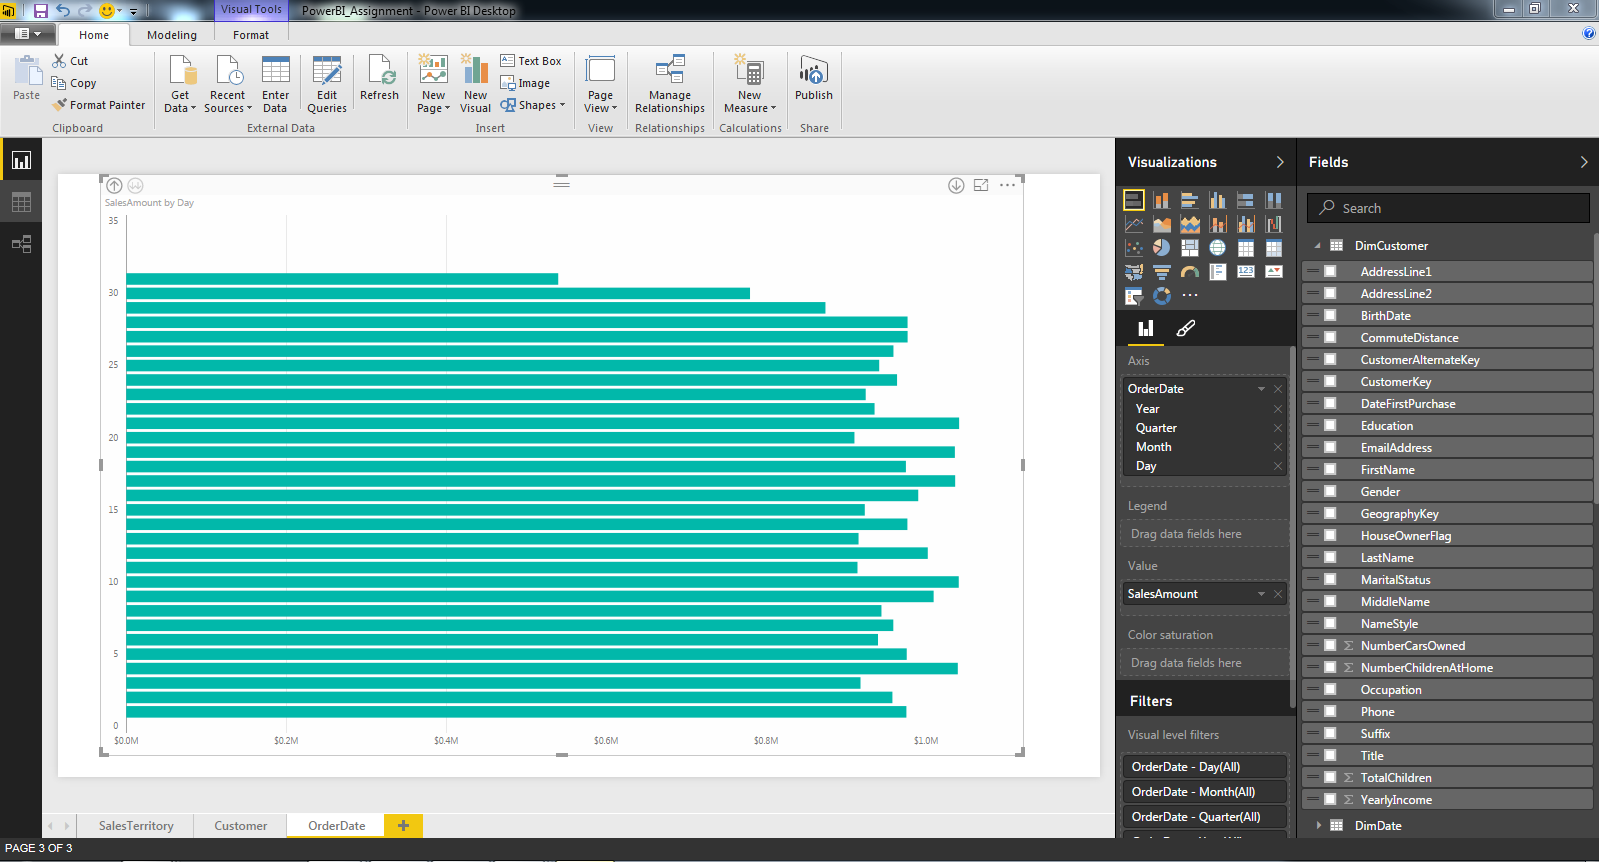 Visual Tools
PowerBI_Assignment - Power BI Desktop
Home
Modeling
Format
Paste
Cut
Copy
Format Painter
Clipboard
Get Data
Recent Sources
Enter Data
Edit Queries
Refresh
External Data
New Page
New Visual
Text Box
Image
Shapes
Insert
Page View
View
Manage Relationships
Relationships
New Measure
Calculations
Publish
Share
SalesAmount by Day
35
30
25
20
15
10
5
0
$0.0M $0.2M $0.4M $0.6M $0.8M $1.0M
Visualizations
123
Axis
OrderDate
Year
Quarter
Month
Day
Legend
Drag data fields here
Value
SalesAmount
Color saturation
Drag data fields here
Filters
Visual level filters
OrderDate - Day(All)
OrderDate - Month(All)
OrderDate - Quarter(All)
Fields
Search
DimCustomer
AddressLine1
AddressLine2
BirthDate
CommuteDistance
CustomerAlternateKey
CustomerKey
DateFirstPurchase
Education
EmailAddress
FirstName
Gender
GeographyKey
HouseOwnerFlag
LastName
MaritalStatus
MiddleName
NameStyle
Σ NumberCarsOwned
Σ NumberChildrenAtHome
Occupation
Phone
Suffix
Title
Σ TotalChildren
Σ YearlyIncome
DimDate
SalesTerritory
Customer
OrderDate
PAGE 3 OF 3